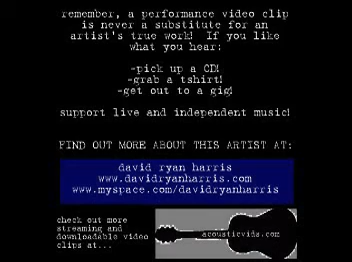 remember, a performance video clip
is never a substitute for an
artist's true work! If you like
what you hear:
-pick up a CD!
-grab a tshirt!
-get out to a gig!
support live and independent music!
FIND OUT MORE ABOUT THIS ARTIST AT:
david ryan harris
www.davidryanharris.com
www.myspace.com/davidryanharris
check out more
streaming and
downloadable video
clips at...
acousticvids.com